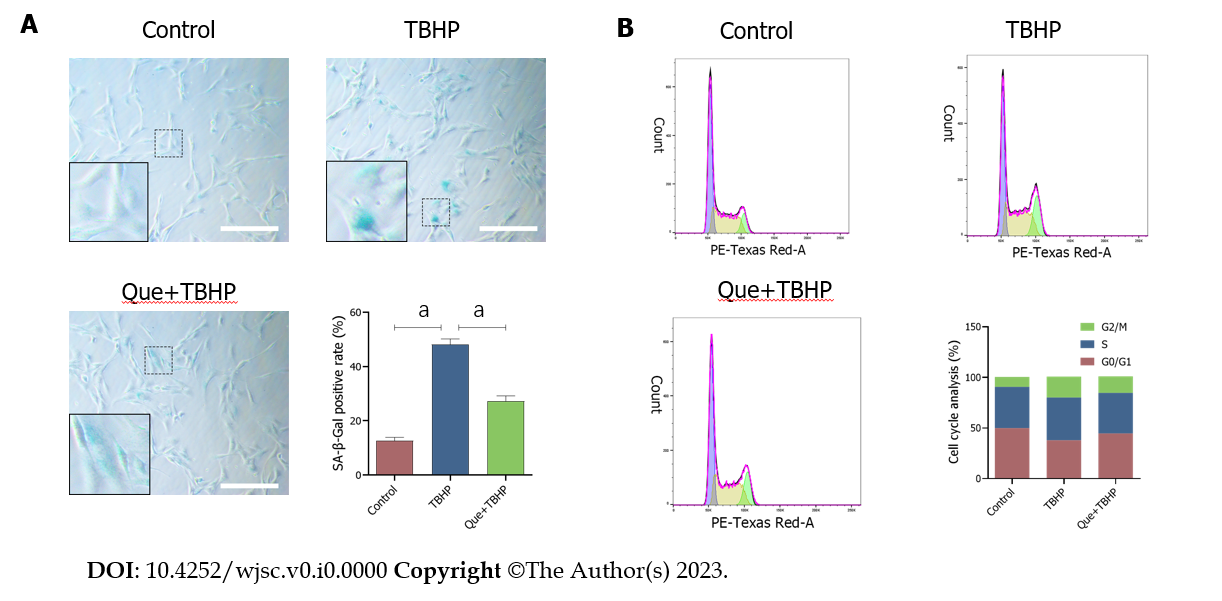 A
Control
TBHP
B
Control
TBHP
Count
PE-Texas Red-A
Count
PE-Texas Red-A
Que+TBHP
SA-β-Gal positive rate (%)
60
40
20
0
a
a
Control
TBHP
Que+TBHP
Que+TBHP
Count
PE-Texas Red-A
Cell cycle analysis (%)
150
100
50
0
G2/M
S
G0/G1
Control
TBHP
Que+TBHP
DOI: 10.4252/wjsc.v0.i0.0000 Copyright ©The Author(s) 2023.